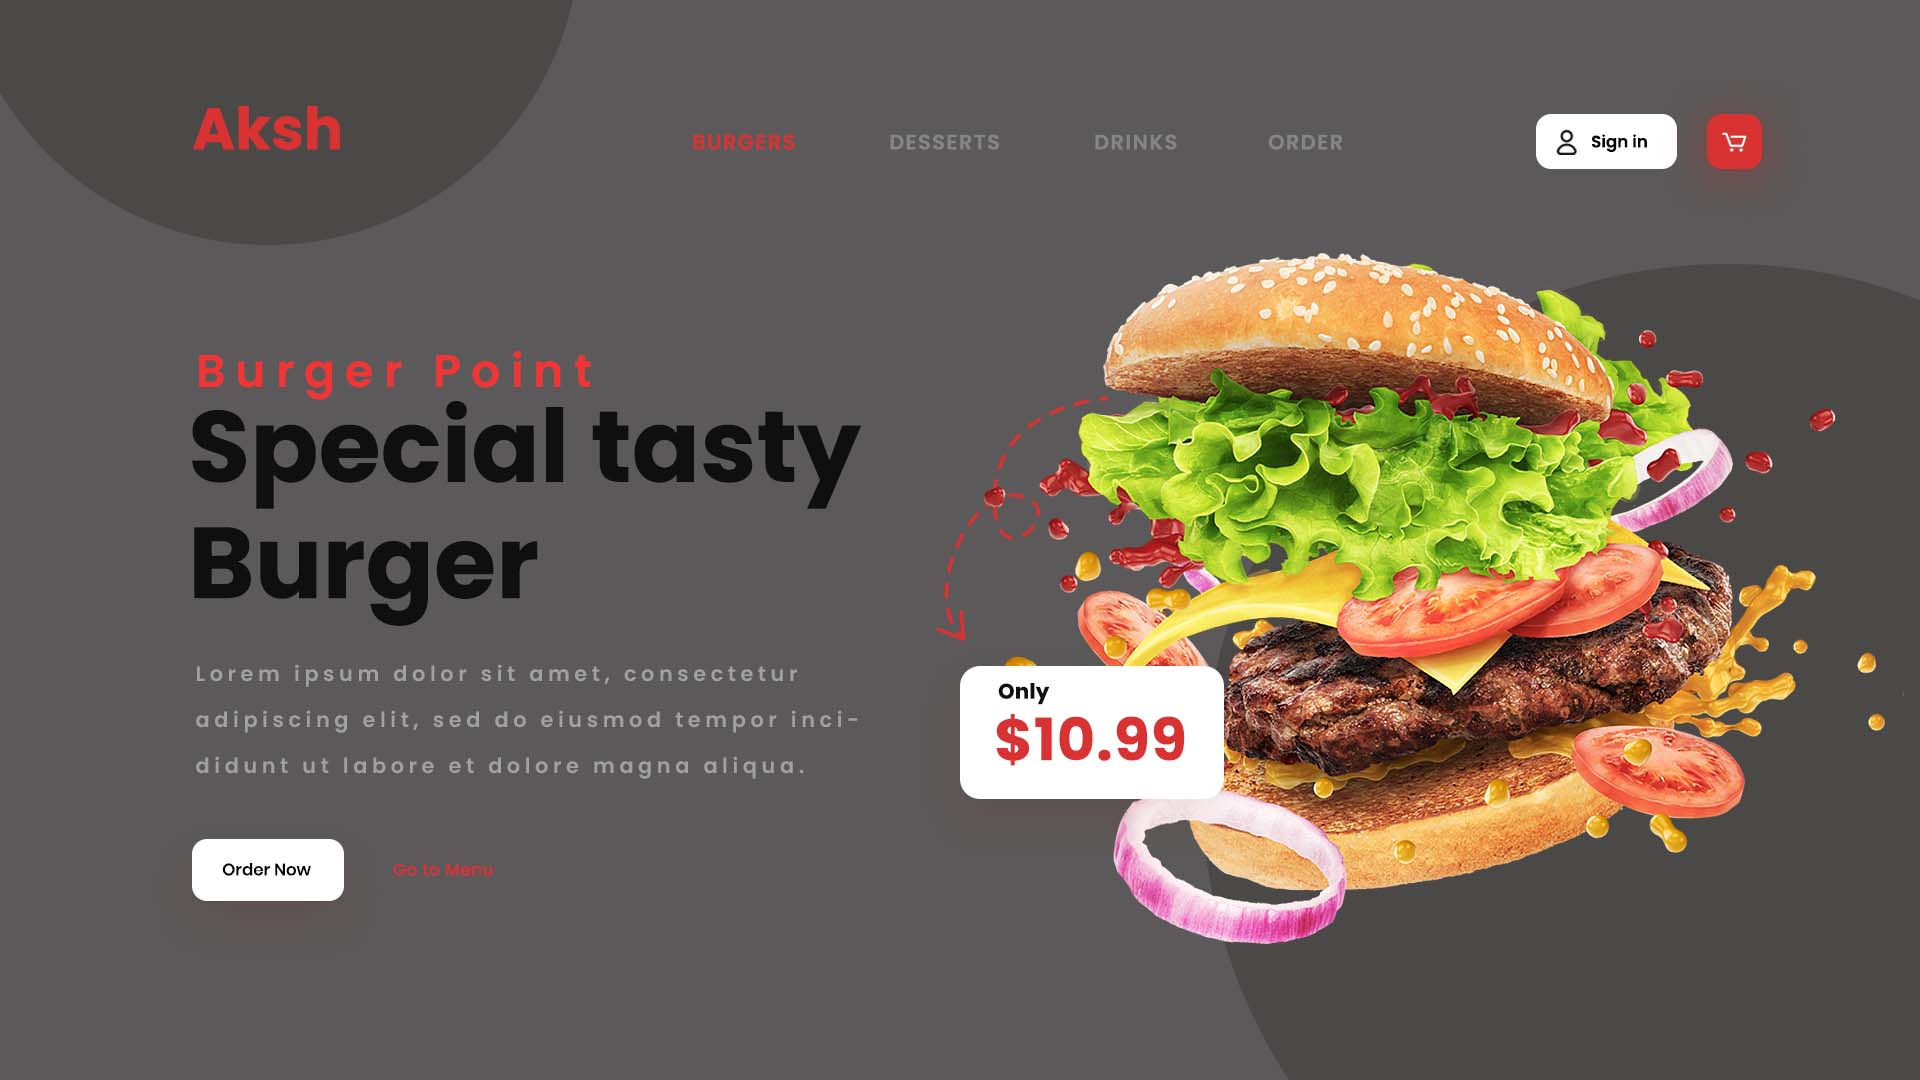 Aksh
BURGERS
DESSERTS
DRINKS
ORDER
Sign in
Burger Point
Special tasty
Burger
Lorem ipsum dolor sit amet, consectetur
adipiscing elit, sed do eiusmod tempor inci-
didunt ut labore et dolore magna aliqua.
Only
$10.99
Order Now
Go to Menu